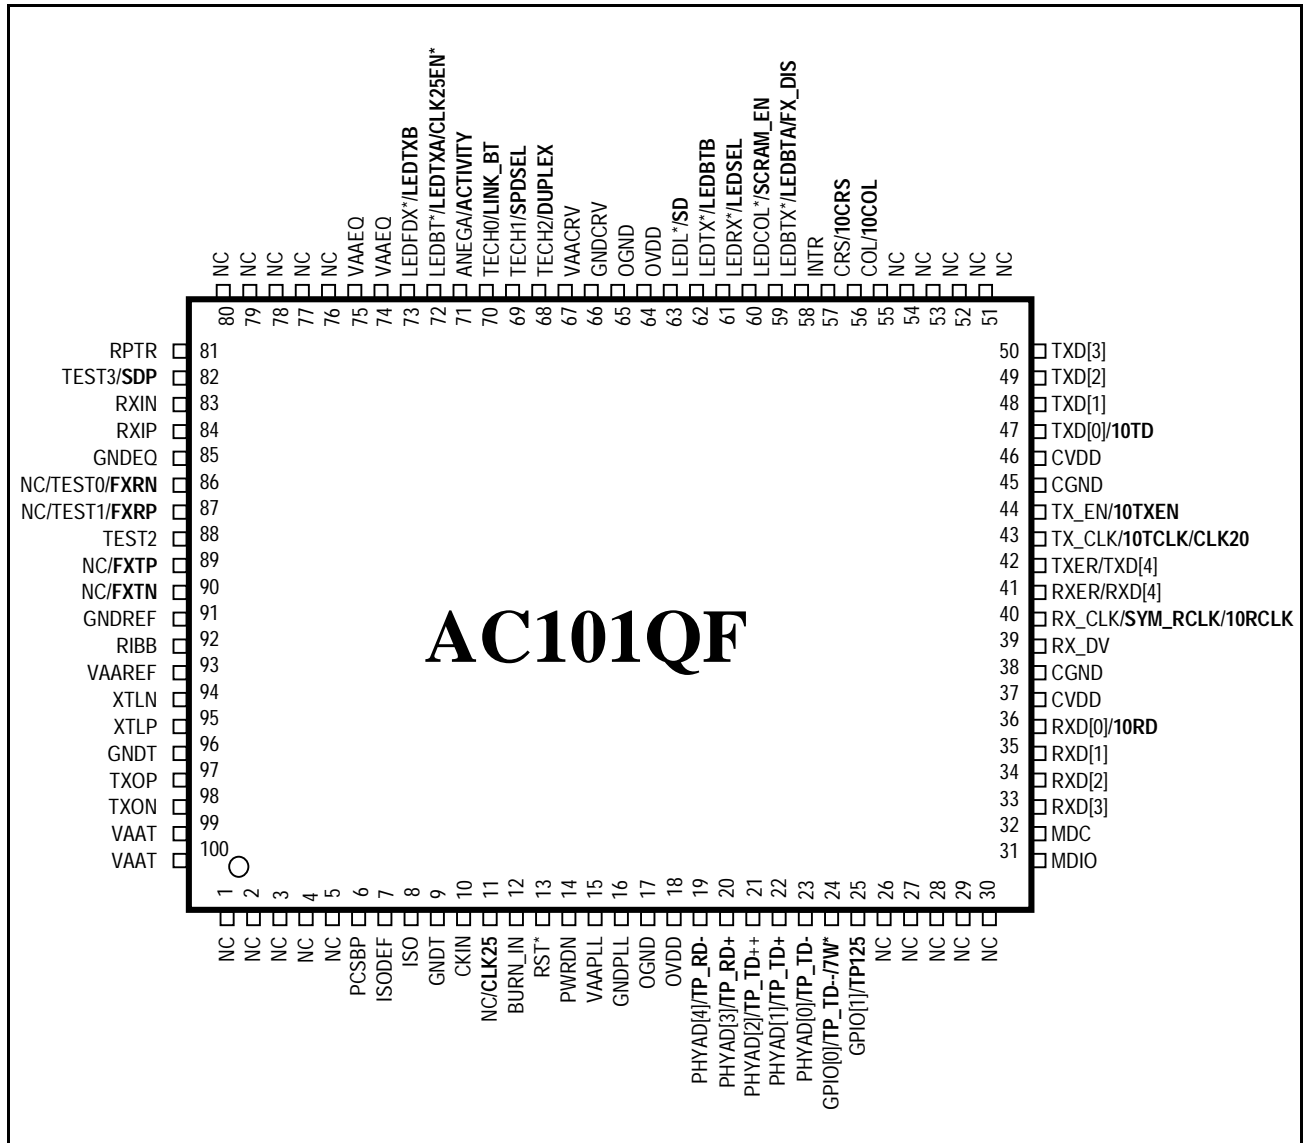 NC
NC
NC
NC
NC
VAAEQ
VAAEQ
LEDFDX*/LEDTXB
LEDBT*/LEDTXA/CLK25EN*
ANEGA/ACTIVITY
TECH0/LINK_BT
TECH1/SPDSEL
TECH2/DUPLEX
VAACRV
GNDCRV
OGND
OVDD
LEDL*/SD
LEDTX*/LEDBTB
LEDRX*/LEDSEL
LEDCOL*/SCRAM_EN
LEDBTX*/LEDBTA/FX_DIS
INTR
CRS/10CRS
COL/10COL
NC
NC
NC
NC
NC
80 79 78 77 76 75 74 73 72 71 70 69 68 67 66 65 64 63 62 61 60 59 58 57 56 55 54 53 52 51
RPTR 81
TEST3/SDP 82
RXIN 83
RXIP 84
GNDEQ 85
NC/TEST0/FXRN 86
NC/TEST1/FXRP 87
TEST2 88
NC/FXTP 89
NC/FXTN 90
GNDREF 91
RIBB 92
VAAREF 93
XTLN 94
XTLP 95
GNDT 96
TXOP 97
TXON 98
VAAT 99
VAAT 100
AC101QF
50 TXD[3]
49 TXD[2]
48 TXD[1]
47 TXD[0]/10TD
46 CVDD
45 CGND
44 TX_EN/10TXEN
43 TX_CLK/10TCLK/CLK20
42 TXER/TXD[4]
41 RXER/RXD[4]
40 RX_CLK/SYM_RCLK/10RCLK
39 RX_DV
38 CGND
37 CVDD
36 RXD[0]/10RD
35 RXD[1]
34 RXD[2]
33 RXD[3]
32 MDC
31 MDIO
1 2 3 4 5 6 7 8 9 10 11 12 13 14 15 16 17 18 19 20 21 22 23 24 25 26 27 28 29 30
NC
NC
NC
NC
NC
PCSBP
ISODEF
ISO
GNDT
CKIN
NC/CLK25
BURN_IN
RST*
PWRDN
VAAPLL
GNDPLL
OGND
OVDD
PHYAD[4]/TP_RD-
PHYAD[3]/TP_RD+
PHYAD[2]/TP_TD++
PHYAD[1]/TP_TD+
PHYAD[0]/TP_TD-
GPIO[0]/TP_TD--/7W*
GPIO[1]/TP125
NC
NC
NC
NC
NC